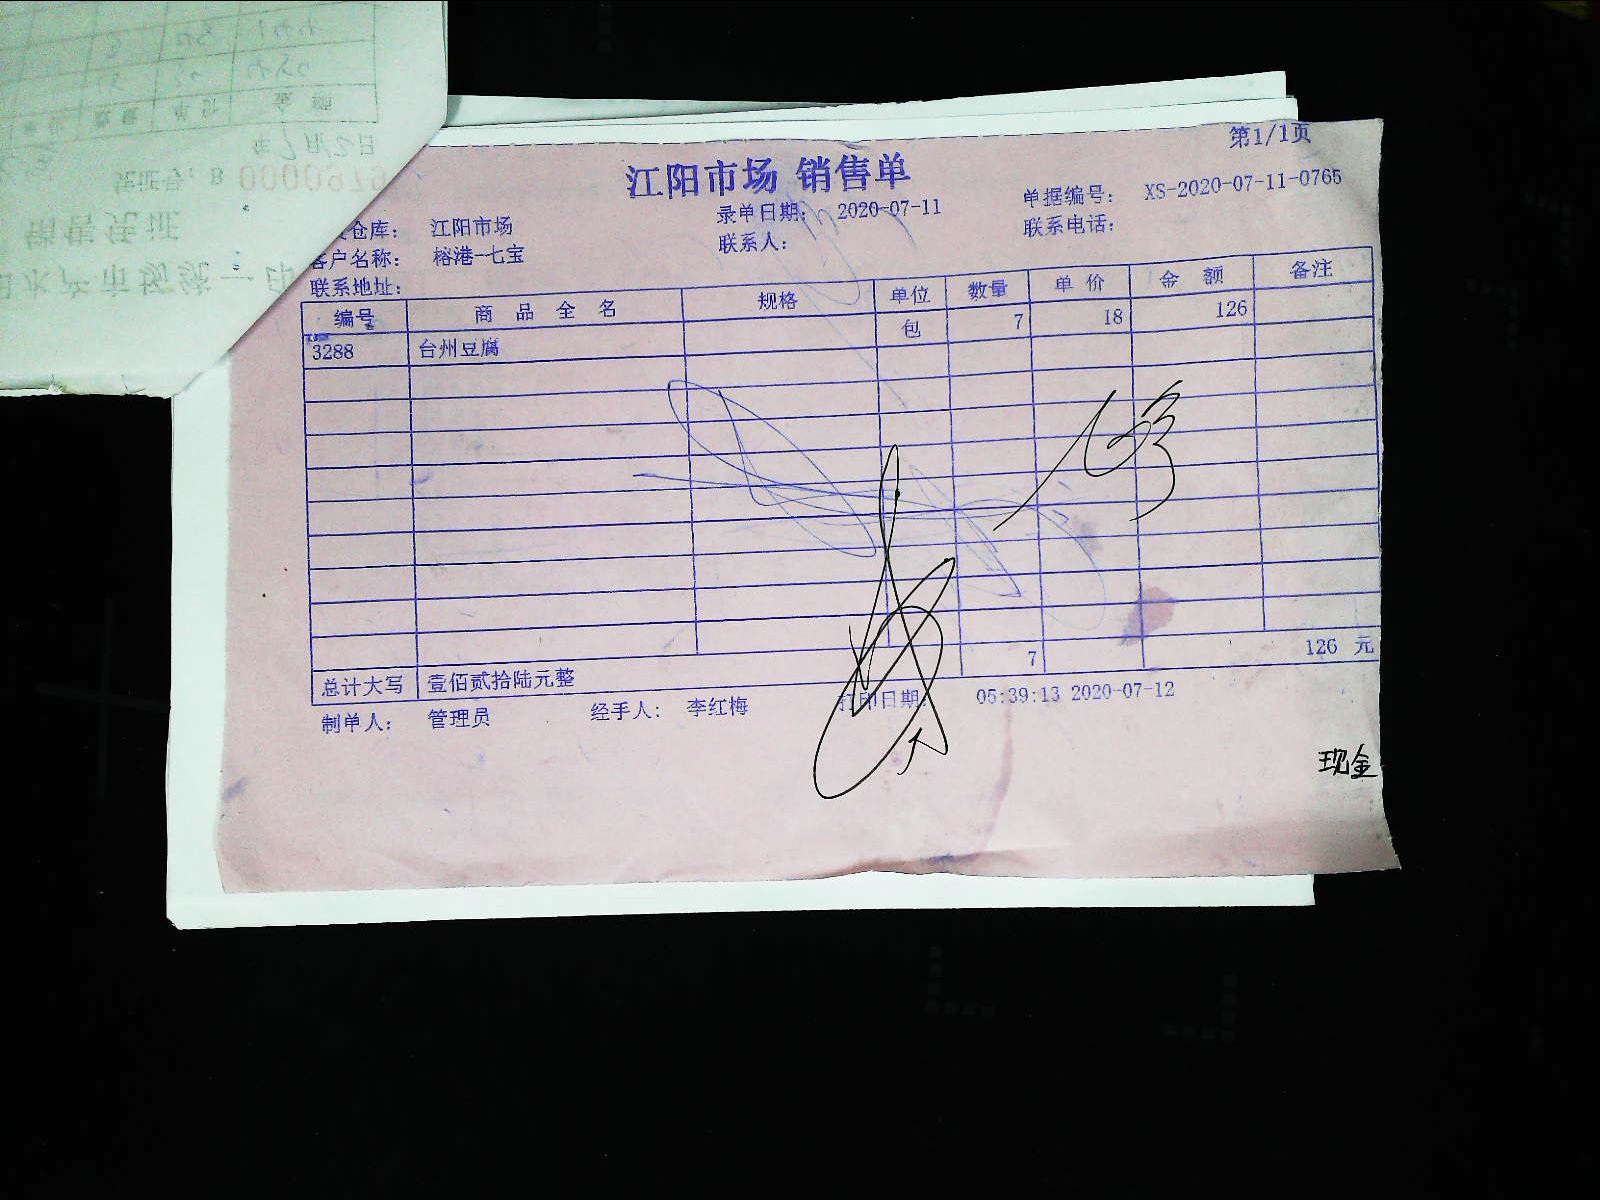 第1/1页
江阳市场 销售单
仓库： 江阳市场 录单日期： 2020-07-11 单据编号： XS-2020-07-11-0765
客户名称： 榕港-七宝 联系人： 联系电话：
联系地址：
编号 商品全名 规格 单位 数量 单价 金额 备注
3288 台州豆腐 包 7 18 126
7 126 元
总计大写 壹佰贰拾陆元整
制单人： 管理员 经手人： 李红梅 打印日期： 05:39:13 2020-07-12
现金